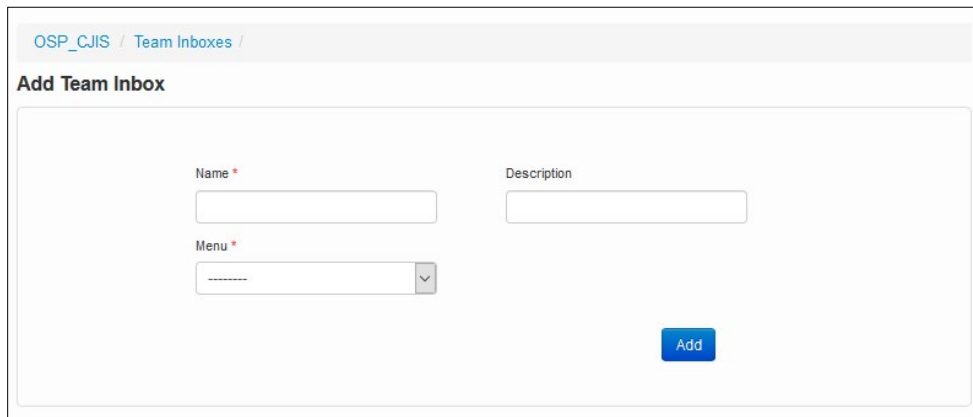 OSP_CJIS / Team Inboxes /
Add Team Inbox
Name * Description
Menu *
--------
Add